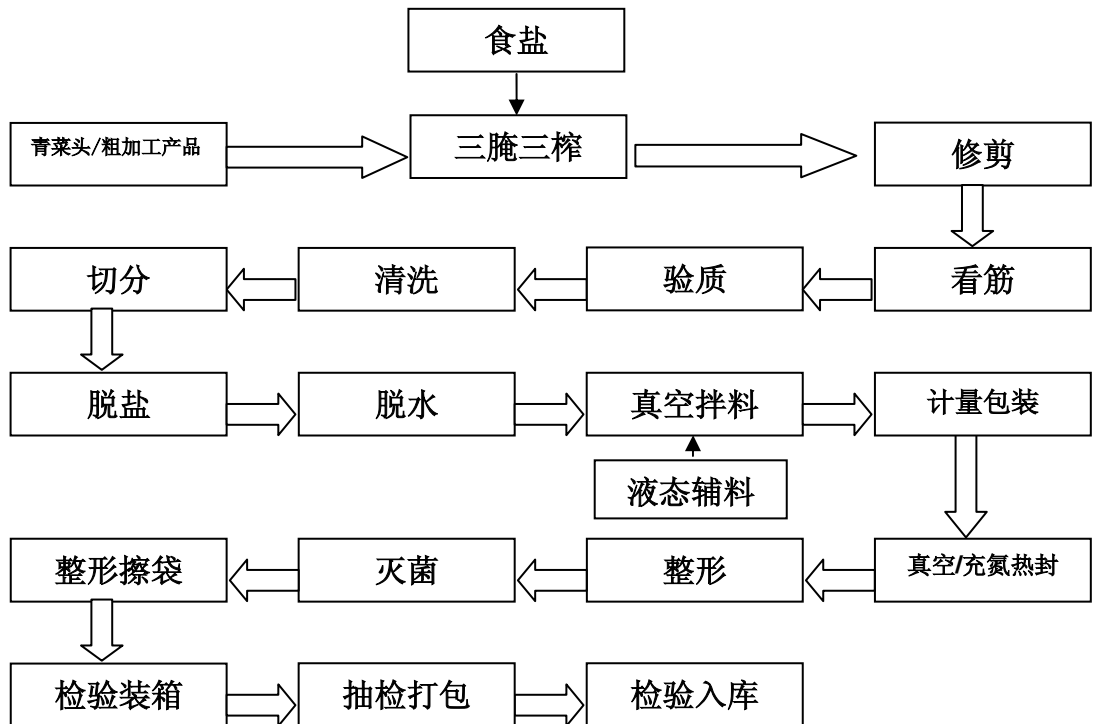 食盐
青菜头/粗加工产品
三腌三榨
修剪
切分
清洗
验质
看筋
脱盐
脱水
真空拌料
计量包装
液态辅料
整形擦袋
灭菌
整形
真空/充氮热封
检验装箱
抽检打包
检验入库